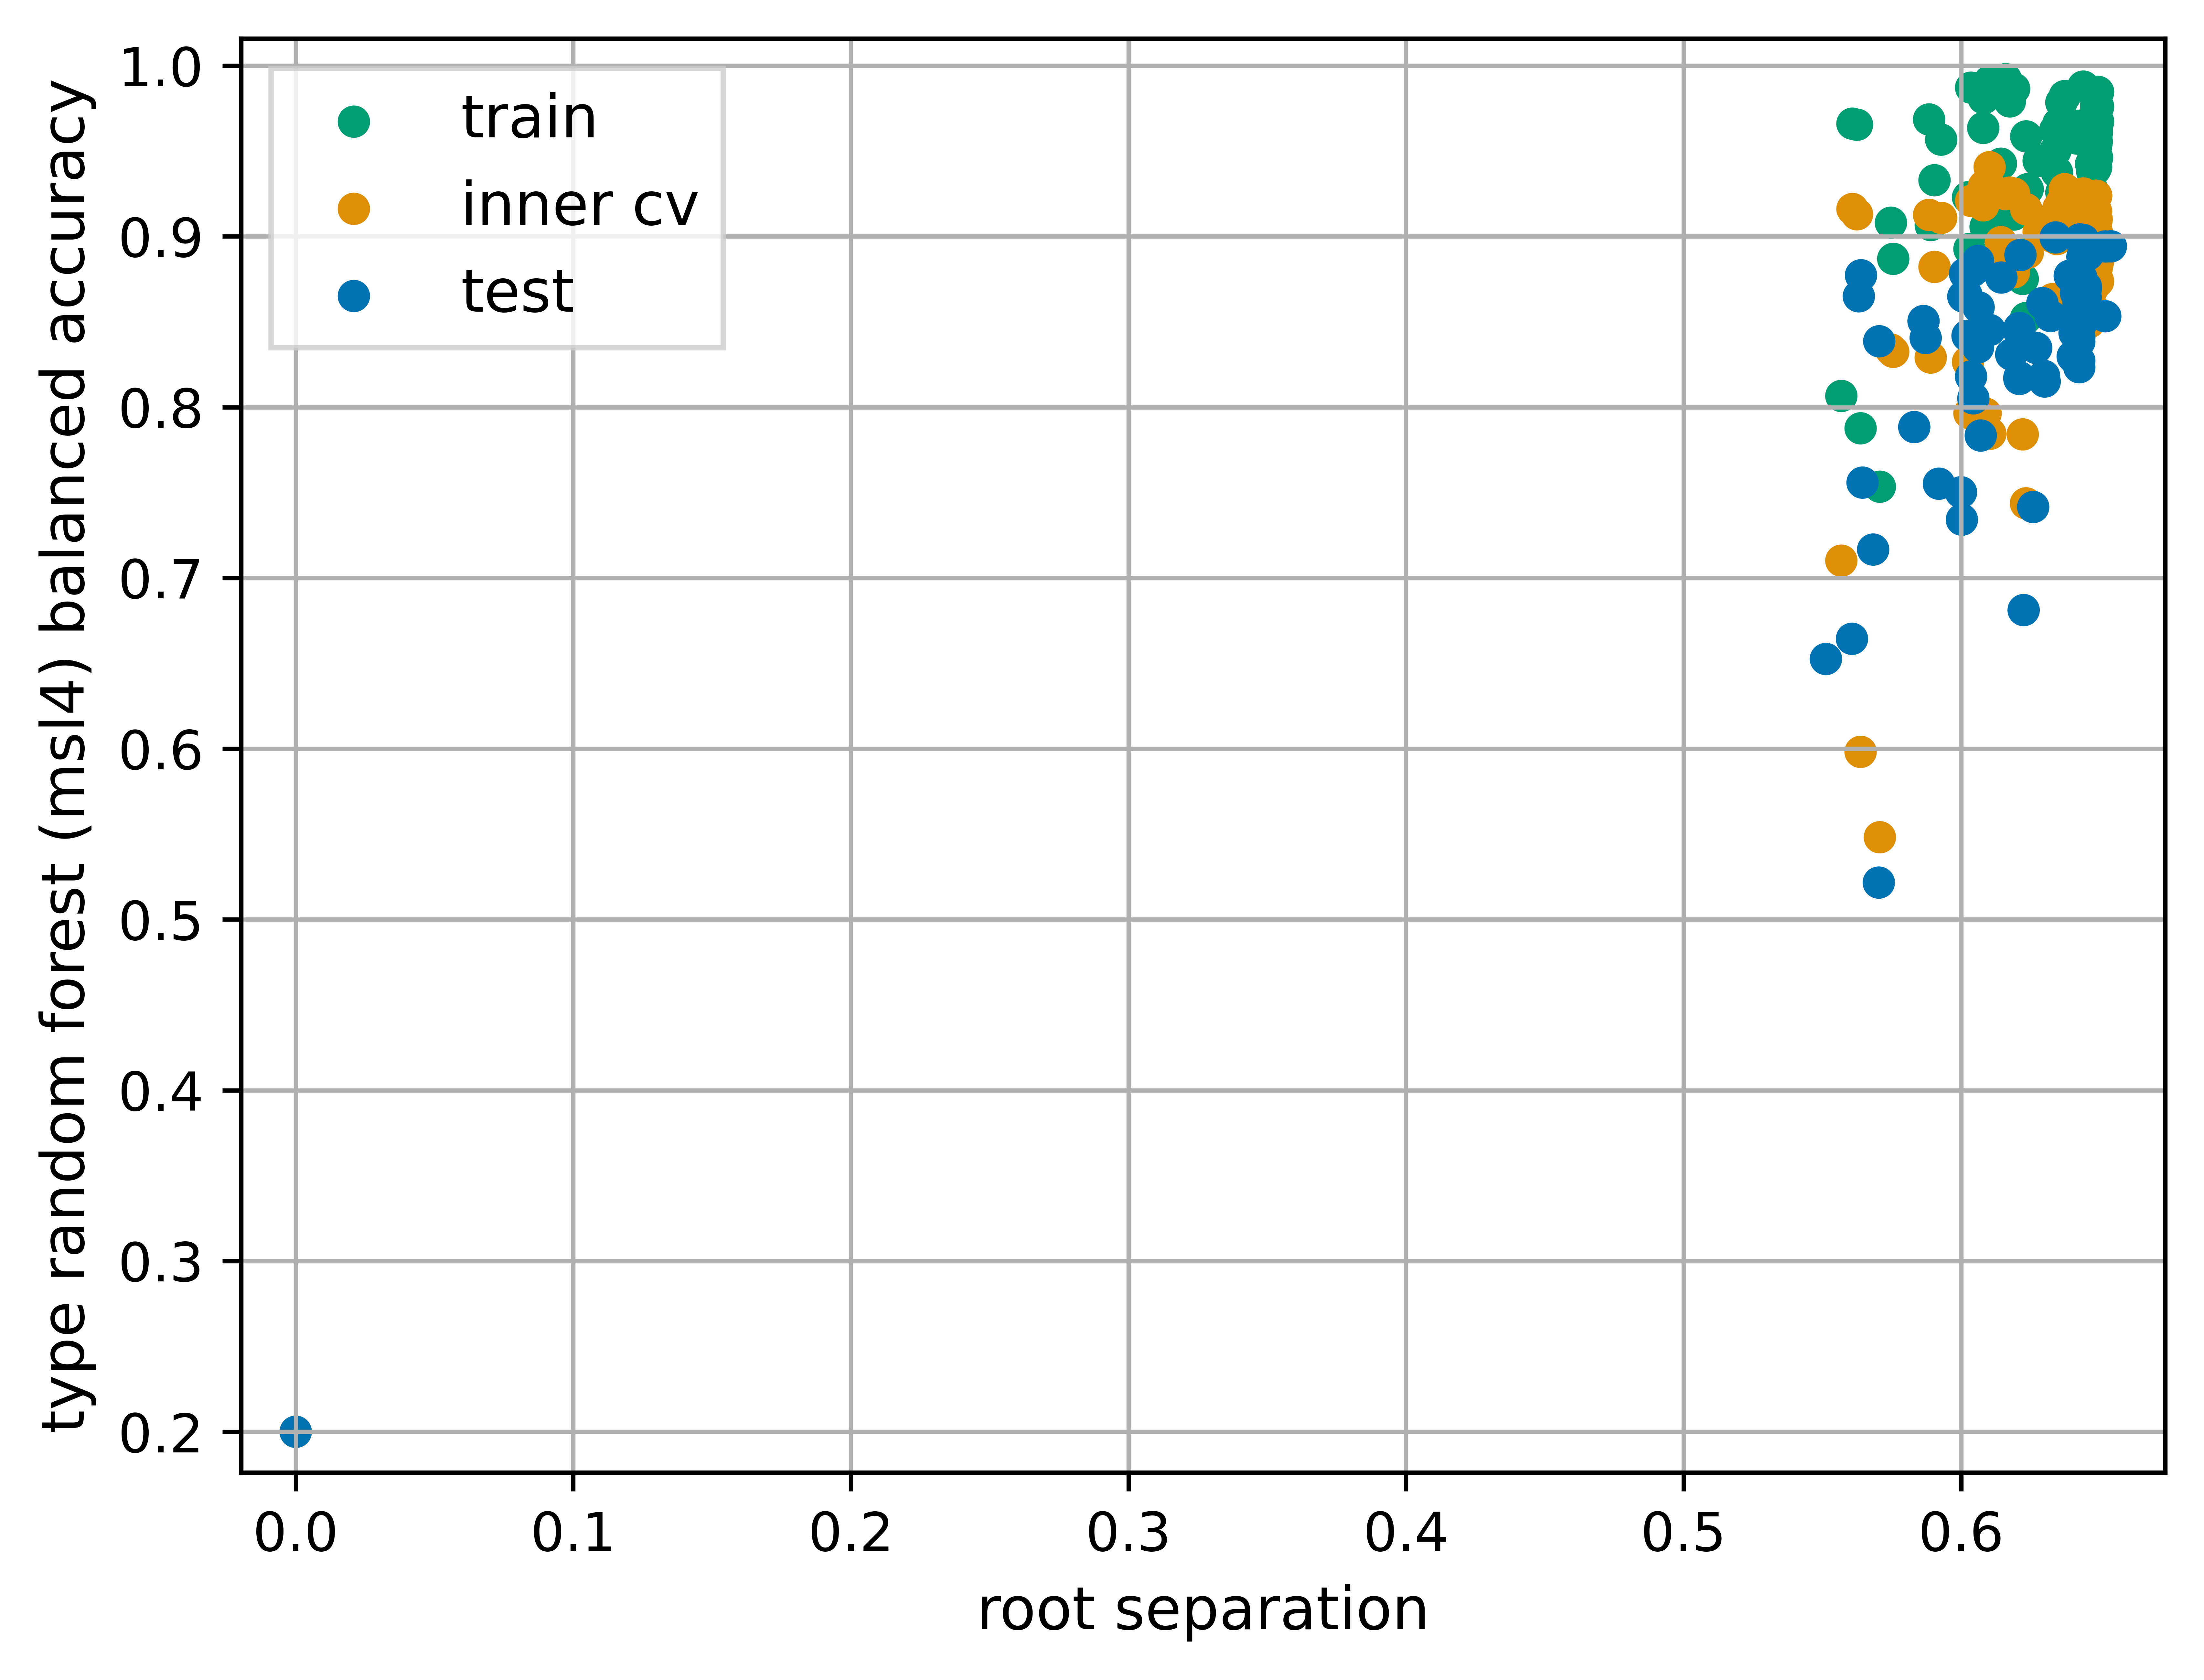 type random forest (msl4) balanced accuracy
1.0
0.9
0.8
0.7
0.6
0.5
0.4
0.3
0.2
train
inner cv
test
0.0 0.1 0.2 0.3 0.4 0.5 0.6
root separation